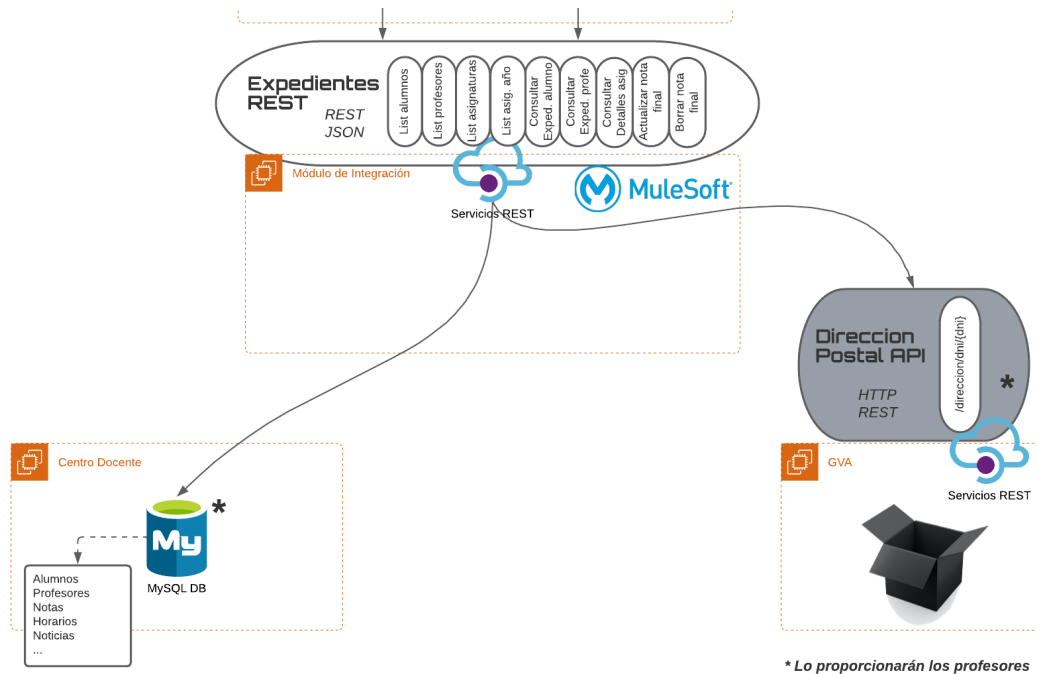 Expedientes
REST
REST
JSON
List alumnos
List profesores
List asignaturas
List asig. año
Consultar
Exped. alumno
Consultar
Exped. profe
Consultar
Detalles asig
Actualizar nota
final
Borrar nota
final
Módulo de Integración
Servicios REST
MuleSoft
Direccion
Postal API
HTTP
REST
/direccion/dni/{dni}
*
Centro Docente
GVA
Servicios REST
My
*
MySQL DB
Alumnos
Profesores
Notas
Horarios
Noticias
...
* Lo proporcionarán los profesores